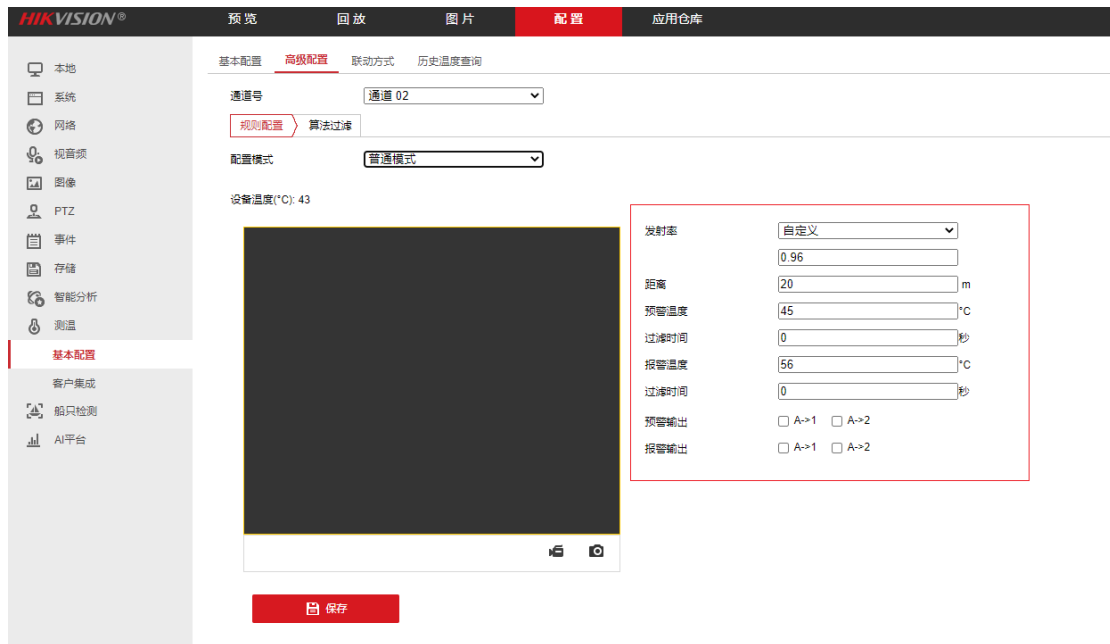 HIKVISION® 预览 回放 图片 配置 应用仓库
本地
系统
网络
视音频
图像
PTZ
事件
存储
智能分析
测温
基本配置
客户集成
船只检测
AI平台
基本配置 高级配置 联动方式 历史温度查询
通道号 通道 02
规则配置 算法过滤
配置模式 普通模式
设备温度(°C): 43
发射率 自定义
0.96
距离 20 m
预警温度 45 °C
过滤时间 0 秒
报警温度 56 °C
过滤时间 0 秒
预警输出 A->1 A->2
报警输出 A->1 A->2
保存